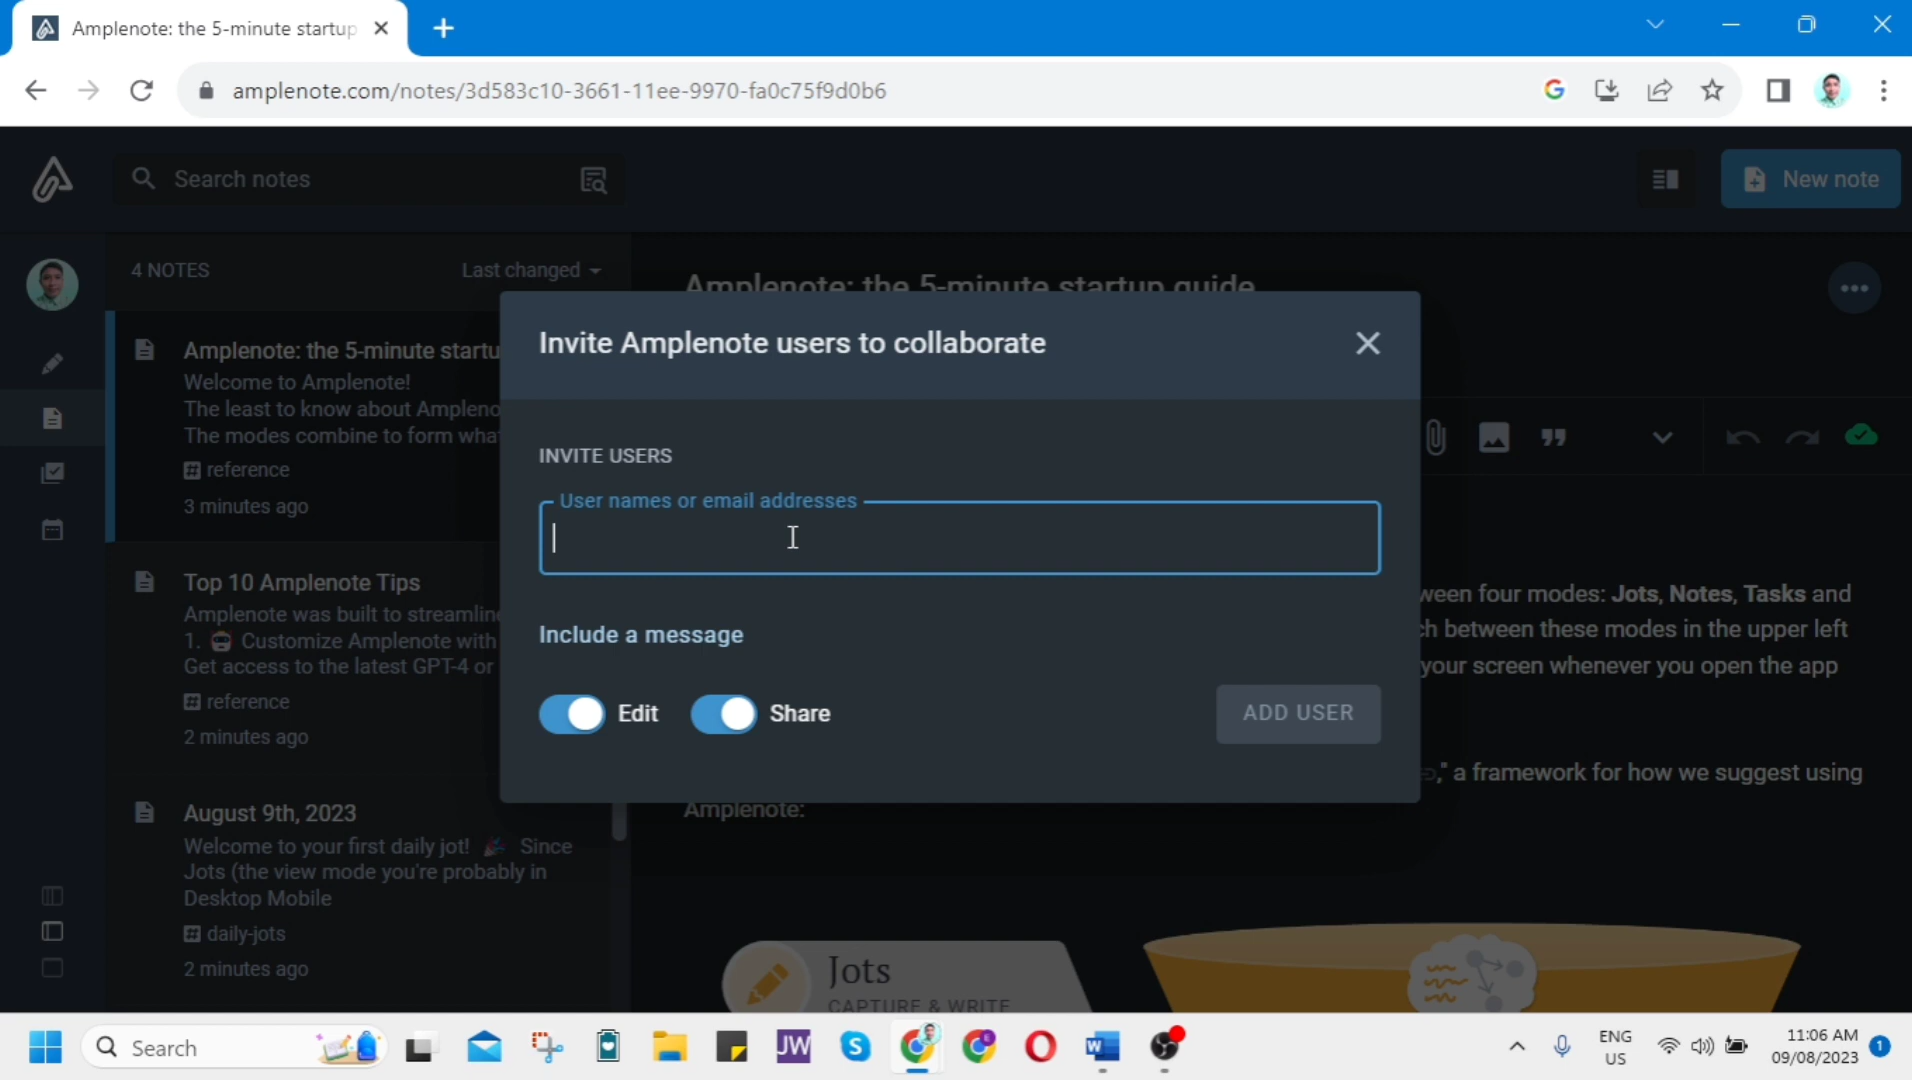 Amplenote: the 5-minute startup
amplenote.com/notes/3d583c10-3661-11ee-9970-fa0c75f9d0b6
Search notes
New note
4 NOTES
Last changed
Amplenote: the 5-minute startup guide
Amplenote: the 5-minute startu
Welcome to Amplenote!
The least to know about Ampleno
The modes combine to form wha
reference
3 minutes ago
Top 10 Amplenote Tips
Amplenote was built to streamlin
1. Customize Amplenote with
Get access to the latest GPT-4 or
reference
2 minutes ago
August 9th, 2023
Welcome to your first daily jot! Since
Jots (the view mode you're probably in
Desktop Mobile
daily-jots
2 minutes ago
Invite Amplenote users to collaborate
INVITE USERS
User names or email addresses
Include a message
Edit
Share
ADD USER
ween four modes: Jots, Notes, Tasks and
ch between these modes in the upper left
your screen whenever you open the app
," a framework for how we suggest using
Amplenote:
Jots
CAPTURE & WRITE
Search
JW
ENG
US
11:06 AM
09/08/2023
1